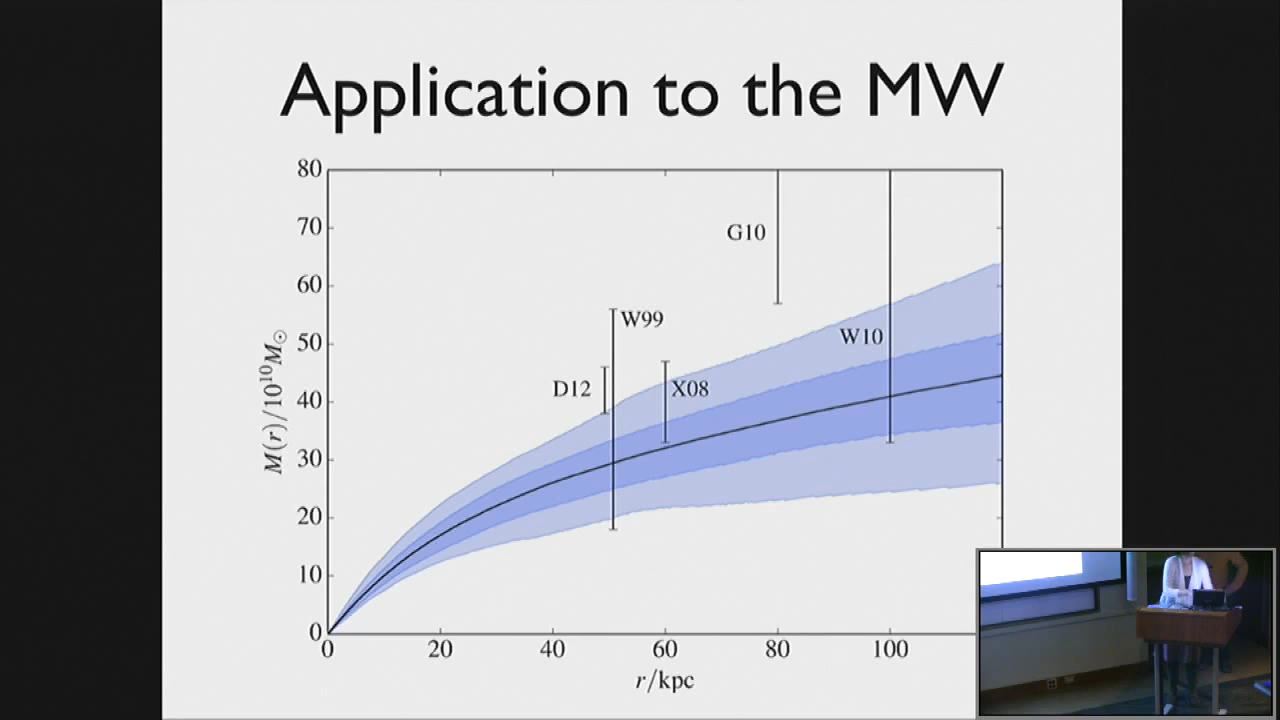 Application to the MW
80
70
60
50
40
30
20
10
0
M(r)/10¹⁰M☉
G10
W99
W10
D12
X08
0 20 40 60 80 100
r/kpc